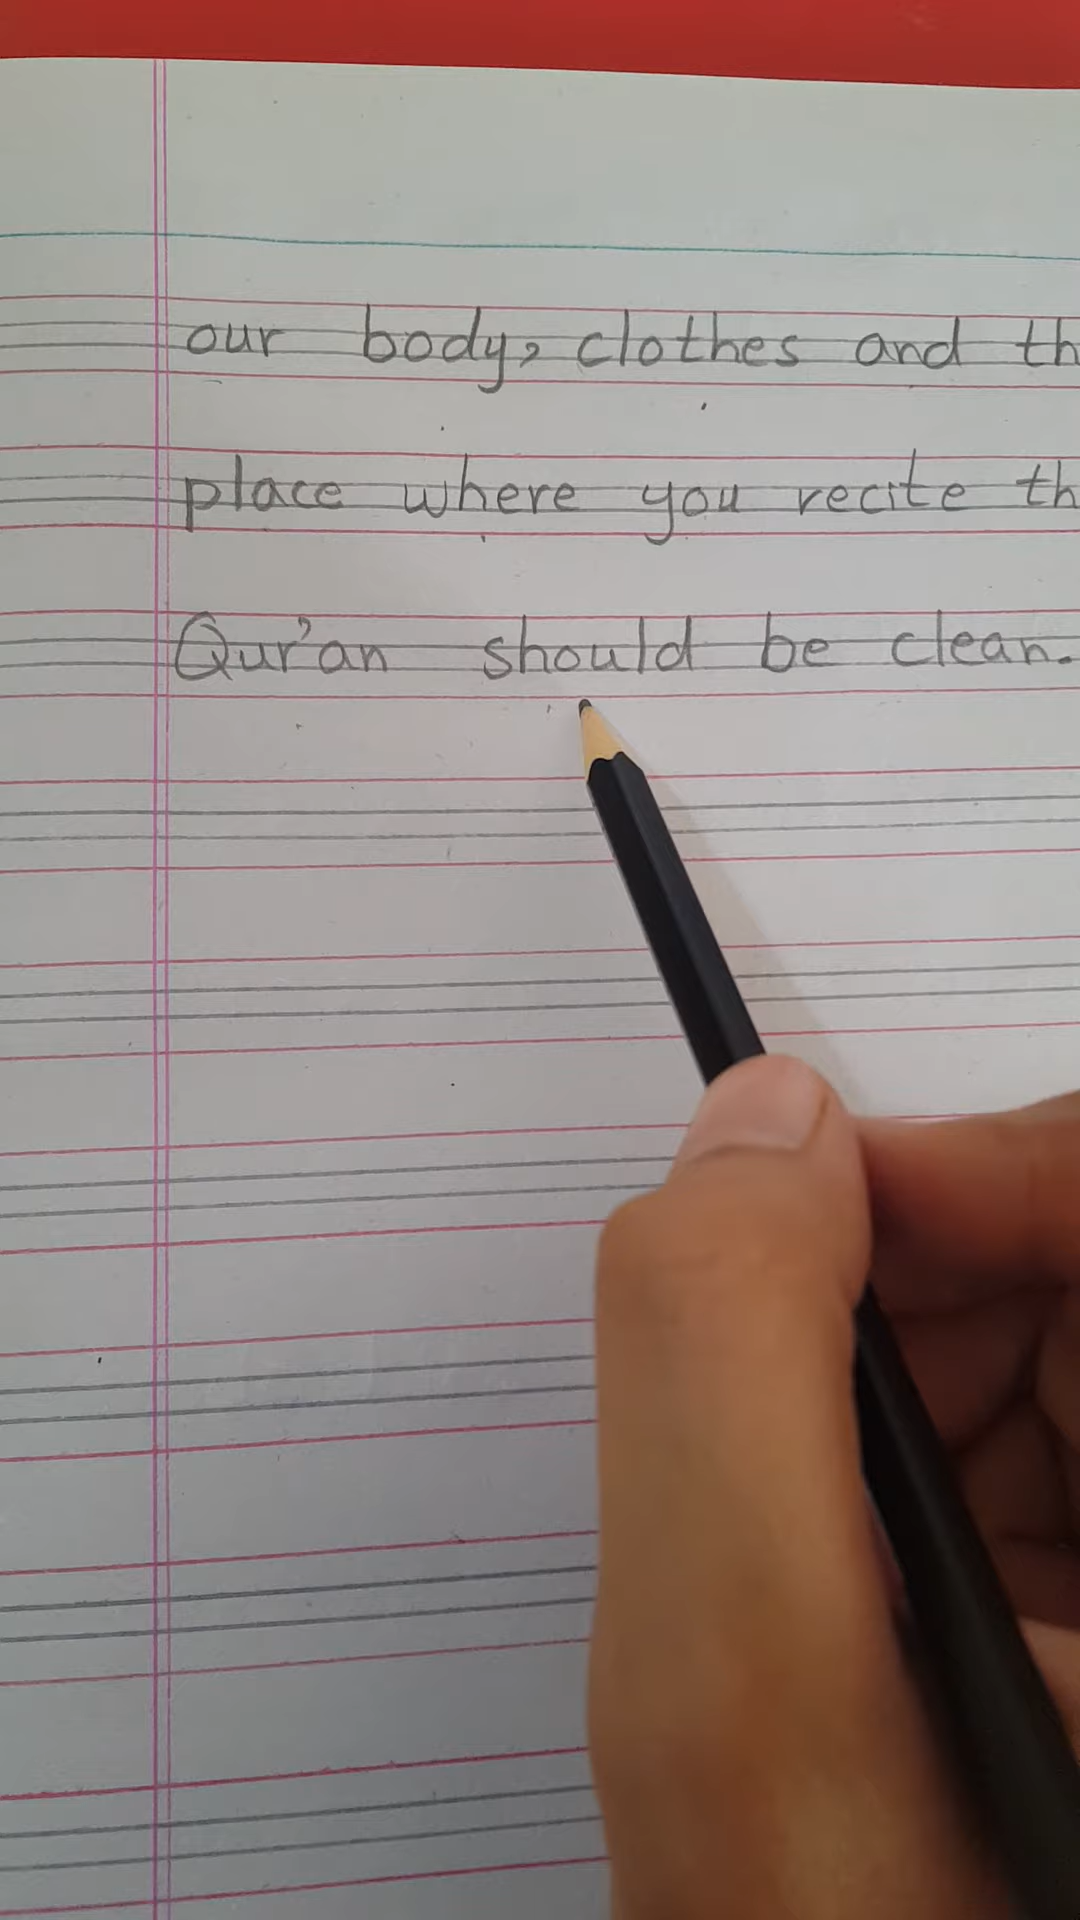 our body, clothes and th
place where you recite th
Qur'an should be clean.